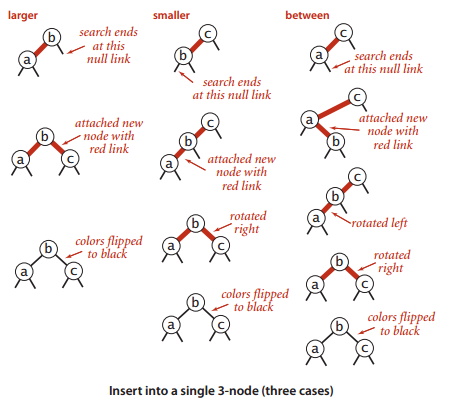 larger
b
search ends
at this
null link
a
attached new
node with
red link
b
a
c
colors flipped
to black
b
a
c
smaller
c
b
search ends
at this null link
c
b
a
attached new
node with
red link
b
rotated
right
a
c
b
colors flipped
to black
a
c
between
c
a
search ends
at this null link
c
a
b
attached new
node with
red link
c
b
a
rotated left
b
rotated
right
a
c
b
colors flipped
to black
a
c
Insert into a single 3-node (three cases)